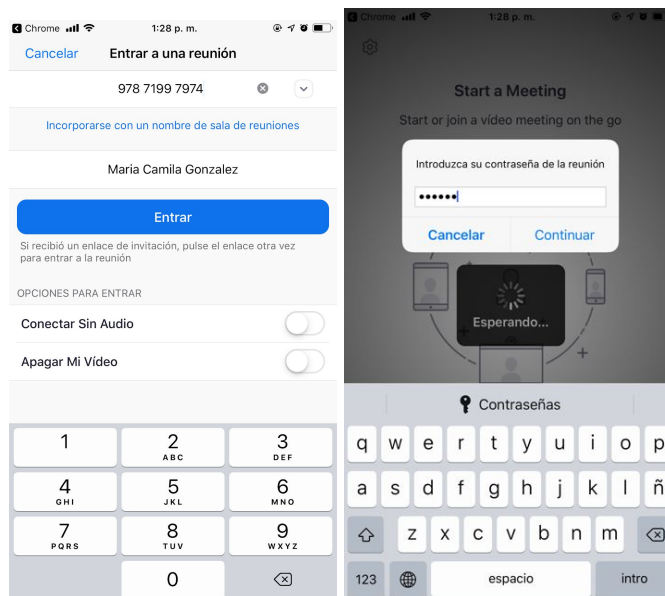 Chrome
1:28 p. m.
Cancelar
Entrar a una reunión
978 7199 7974
Incorporarse con un nombre de sala de reuniones
Maria Camila Gonzalez
Entrar
Si recibió un enlace de invitación, pulse el enlace otra vez
para entrar a la reunión
OPCIONES PARA ENTRAR
Conectar Sin Audio
Apagar Mi Vídeo
1
2
ABC
3
DEF
4
GHI
5
JKL
6
MNO
7
PQRS
8
TUV
9
WXYZ
0
Chrome
1:28 p. m.
Start a Meeting
Start or join a video meeting on the go
Introduzca su contraseña de la reunión
••••••
Cancelar
Continuar
Esperando...
Contraseñas
q w e r t y u i o p
a s d f g h j k l ñ
z x c v b n m
123
espacio
intro